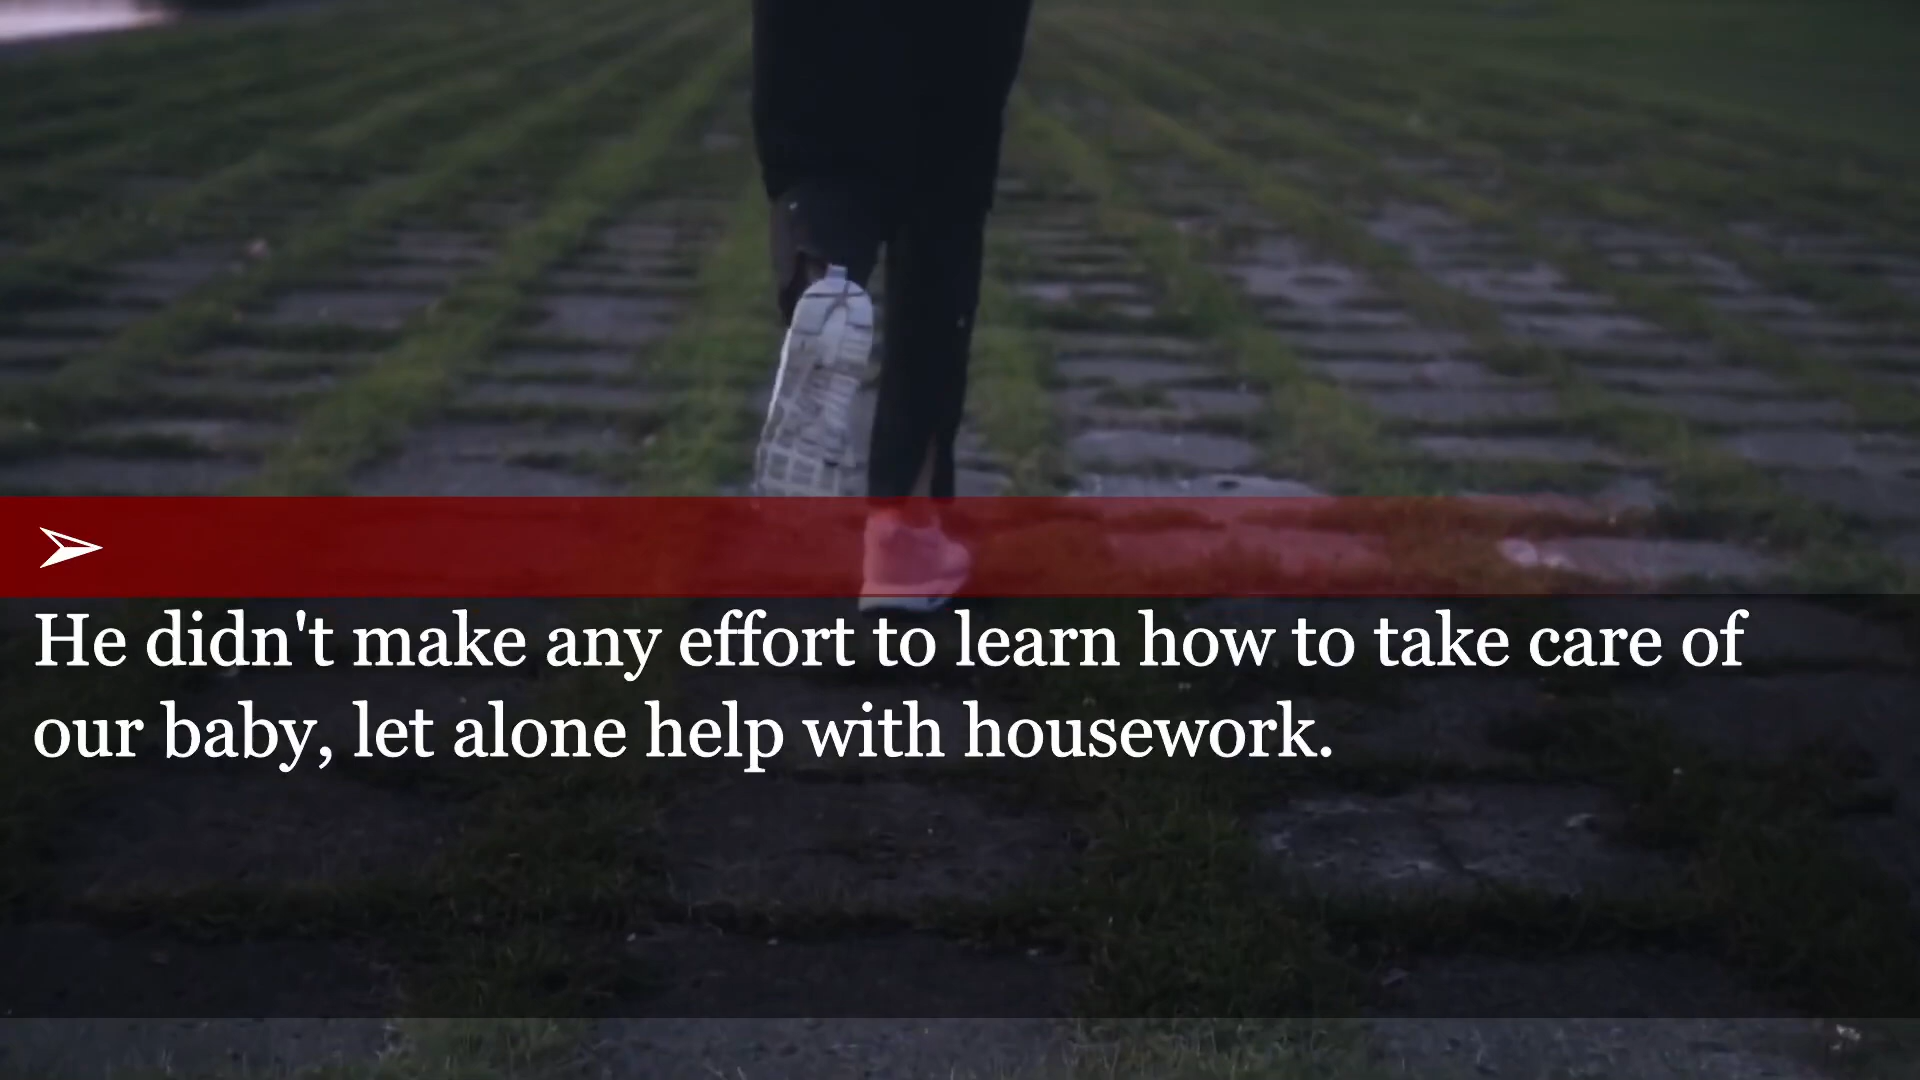 He didn't make any effort to learn how to take care of
our baby, let alone help with housework.